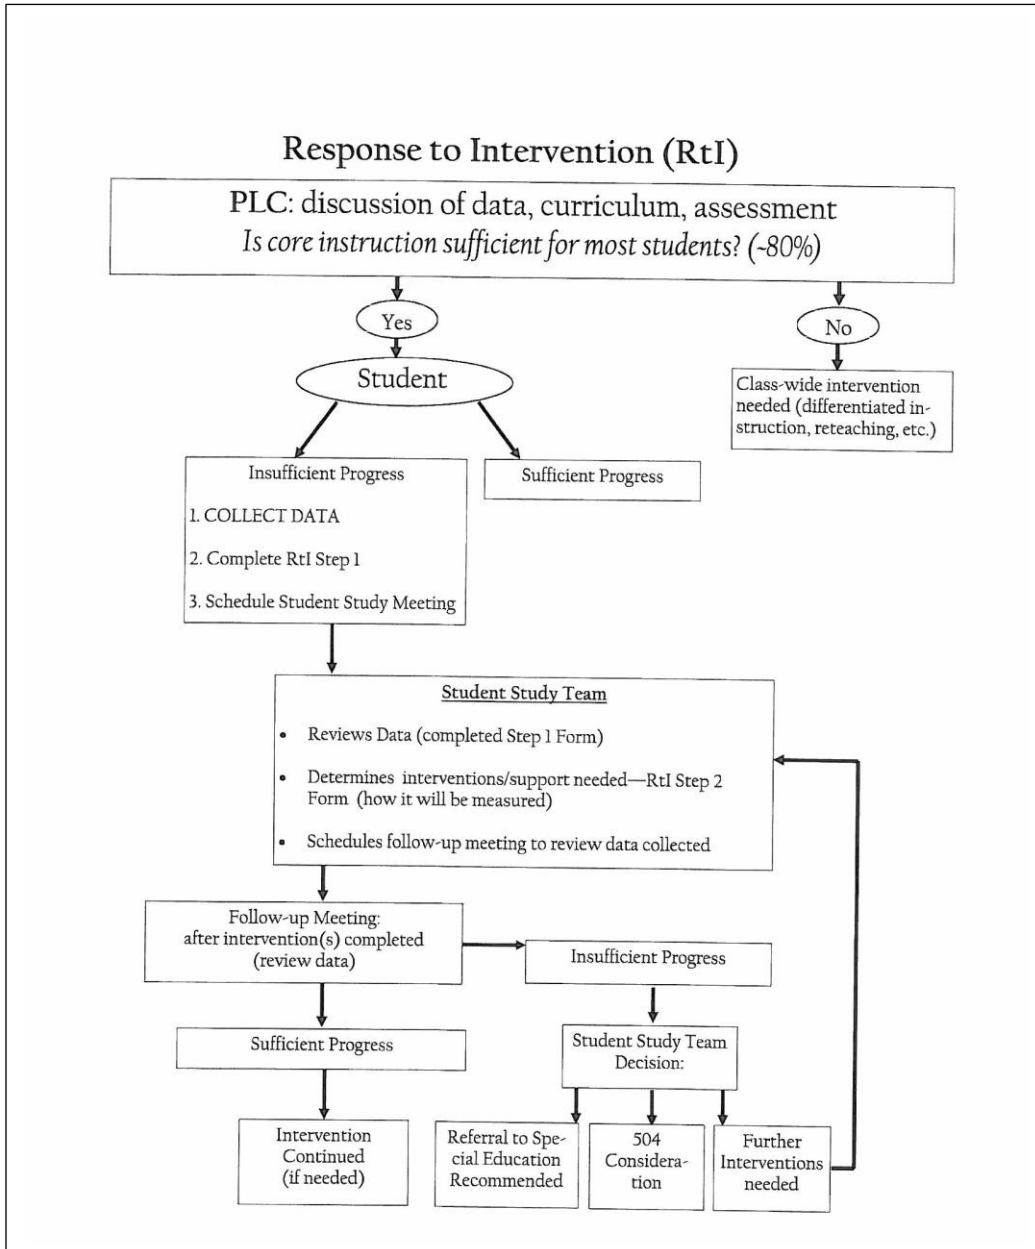 Response to Intervention (RtI)
PLC: discussion of data, curriculum, assessment
Is core instruction sufficient for most students? (~80%)
Yes
No
Student
Class-wide intervention
needed (differentiated in-
struction, reteaching, etc.)
Insufficient Progress
1. COLLECT DATA
2. Complete RtI Step 1
3. Schedule Student Study Meeting
Sufficient Progress
Student Study Team
• Reviews Data (completed Step 1 Form)
• Determines interventions/support needed—RtI Step 2
Form (how it will be measured)
• Schedules follow-up meeting to review data collected
Follow-up Meeting:
after intervention(s) completed
(review data)
Insufficient Progress
Sufficient Progress
Student Study Team
Decision:
Intervention
Continued
(if needed)
Referral to Spe-
cial Education
Recommended
504
Considera-
tion
Further
Interventions
needed